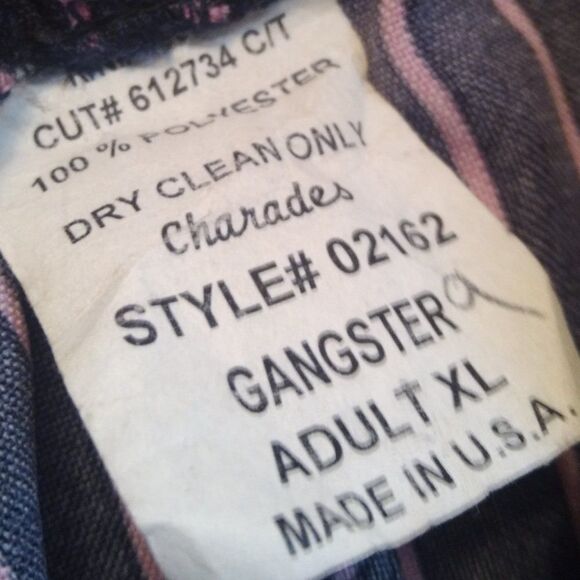 CUT# 612734 C/T
100 % POLYESTER
DRY CLEAN ONLY
Charades
STYLE# 02162
GANGSTER a
ADULT XL
MADE IN U.S.A.